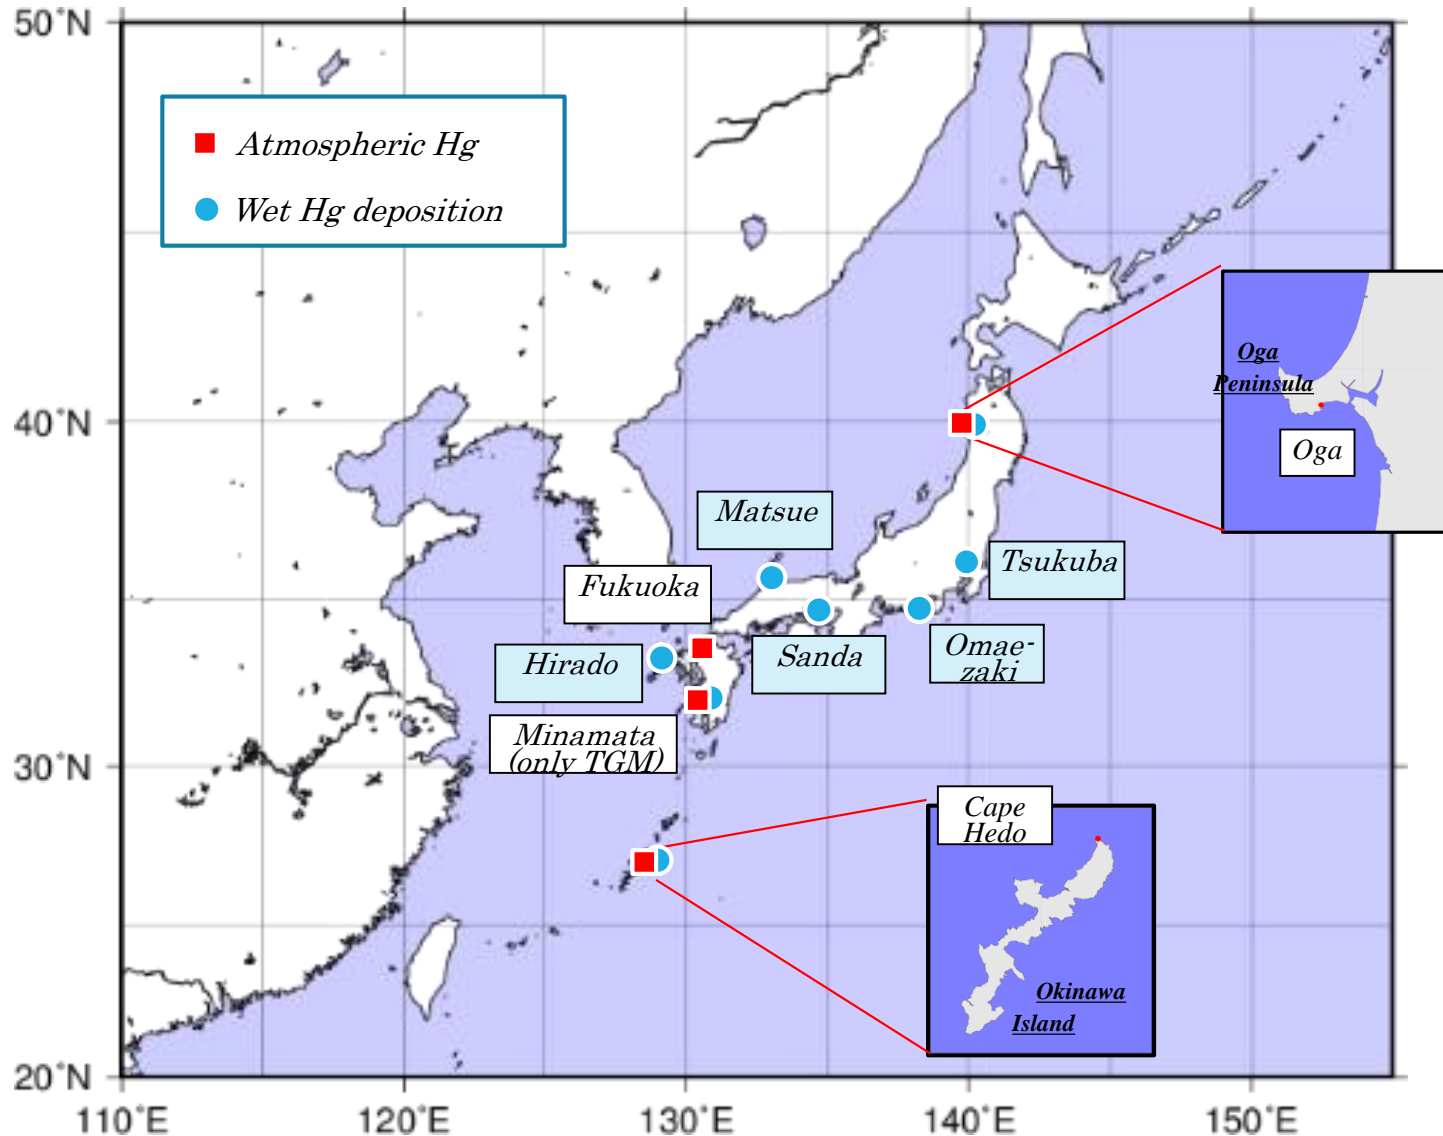 50°N
Atmospheric Hg
Wet Hg deposition
Oga
Peninsula
Oga
40°N
Matsue
Tsukuba
Fukuoka
Hirado
Sanda
Omae-
zaki
Minamata
(only TGM)
30°N
Cape
Hedo
Okinawa
Island
20°N
110°E
120°E
130°E
140°E
150°E